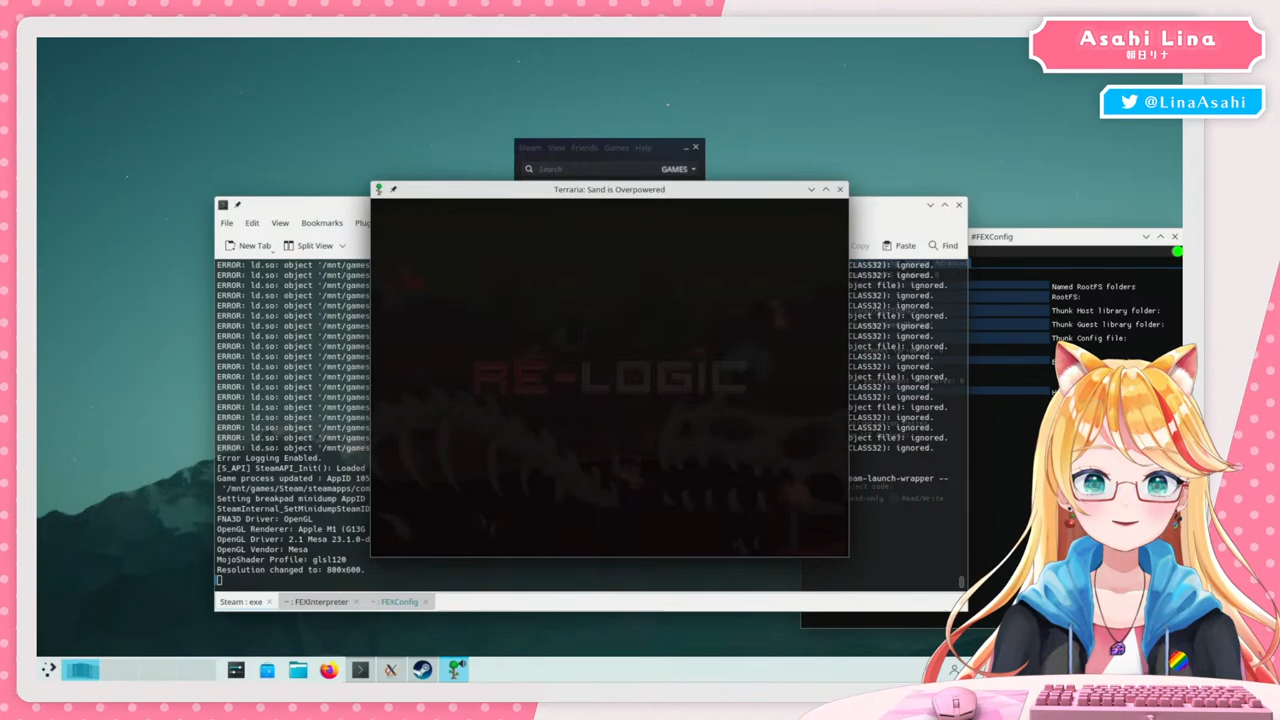 Asahi Lina
朝日リナ
@LinaAsahi
Steam View Friends Games Help
Search GAMES
Terraria: Sand is Overpowered
File Edit View Bookmarks Plug
New Tab Split View Copy Paste Find
#FEXConfig
ERROR: ld.so: object '/mnt/games CLASS32): ignored.
ERROR: ld.so: object '/mnt/games bject file): ignored.
ERROR: ld.so: object '/mnt/games bject file): ignored.
ERROR: ld.so: object '/mnt/games CLASS32): ignored.
ERROR: ld.so: object '/mnt/games CLASS32): ignored.
ERROR: ld.so: object '/mnt/games bject file): ignored.
ERROR: ld.so: object '/mnt/games CLASS32): ignored.
ERROR: ld.so: object '/mnt/games bject file): ignored.
ERROR: ld.so: object '/mnt/games CLASS32): ignored.
ERROR: ld.so: object '/mnt/games CLASS32): ignored.
ERROR: ld.so: object '/mnt/games bject file): ignored.
ERROR: ld.so: object '/mnt/games CLASS32): ignored.
ERROR: ld.so: object '/mnt/games CLASS32): ignored.
ERROR: ld.so: object '/mnt/games CLASS32): ignored.
ERROR: ld.so: object '/mnt/games bject file): ignored.
ERROR: ld.so: object '/mnt/games CLASS32): ignored.
ERROR: ld.so: object '/mnt/games CLASS32): ignored.
ERROR: ld.so: object '/mnt/games bject file): ignored.
ERROR: ld.so: object '/mnt/games CLASS32): ignored.
Error Logging Enabled.
[S_API] SteamAPI_Init(): Loaded
Game process updated : AppID 105 eam-launch-wrapper --
'/mnt/games/Steam/steamapps/com
Setting breakpad minidump AppID
SteamInternal_SetMinidumpSteamID
FNA3D Driver: OpenGL
OpenGL Renderer: Apple M1 (G13G
OpenGL Driver: 2.1 Mesa 23.1.0-d
OpenGL Vendor: Mesa
MojoShader Profile: glsl120
Resolution changed to: 800x600.
RE-LOGIC
Named RootFS folders
RootFS:
Thunk Host library folder:
Thunk Guest library folder:
Thunk Config file:
ject code:
ad-only Read/Write
Steam : exe ~ : FEXInterpreter ~ : FEXConfig